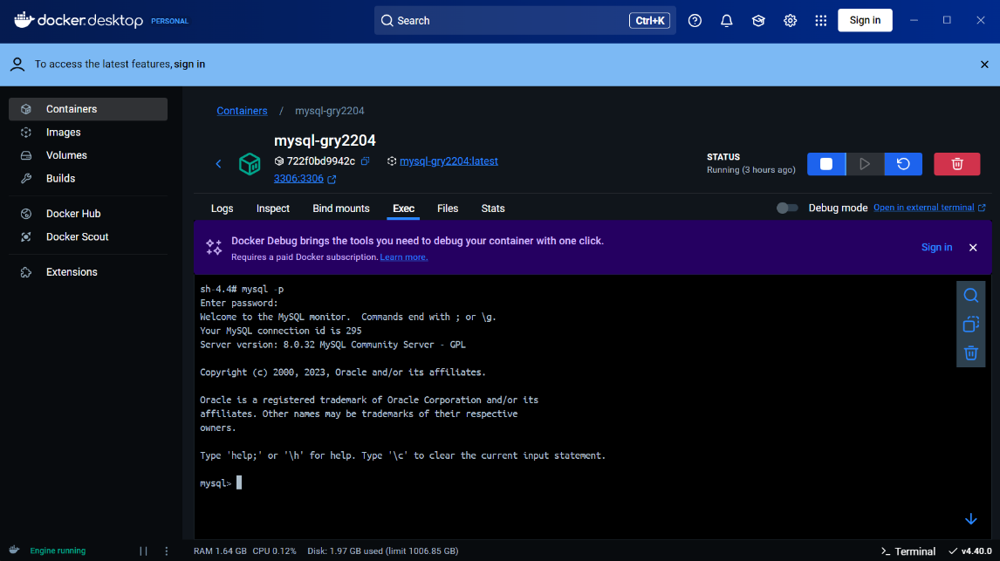 docker.desktop PERSONAL
Search
Ctrl+K
Sign in
To access the latest features, sign in
Containers
Images
Volumes
Builds
Docker Hub
Docker Scout
Extensions
Containers / mysql-gry2204
mysql-gry2204
722f0bd9942c mysql-gry2204:latest
3306:3306
STATUS
Running (3 hours ago)
Logs Inspect Bind mounts Exec Files Stats
Debug mode Open in external terminal
Docker Debug brings the tools you need to debug your container with one click.
Requires a paid Docker subscription. Learn more.
Sign in
sh-4.4# mysql -p
Enter password:
Welcome to the MySQL monitor.  Commands end with ; or \g.
Your MySQL connection id is 295
Server version: 8.0.32 MySQL Community Server - GPL
Copyright (c) 2000, 2023, Oracle and/or its affiliates.
Oracle is a registered trademark of Oracle Corporation and/or its
affiliates. Other names may be trademarks of their respective
owners.
Type 'help;' or '\h' for help. Type '\c' to clear the current input statement.
mysql>
Engine running
RAM 1.64 GB CPU 0.12% Disk: 1.97 GB used (limit 1006.85 GB)
>_ Terminal v4.40.0